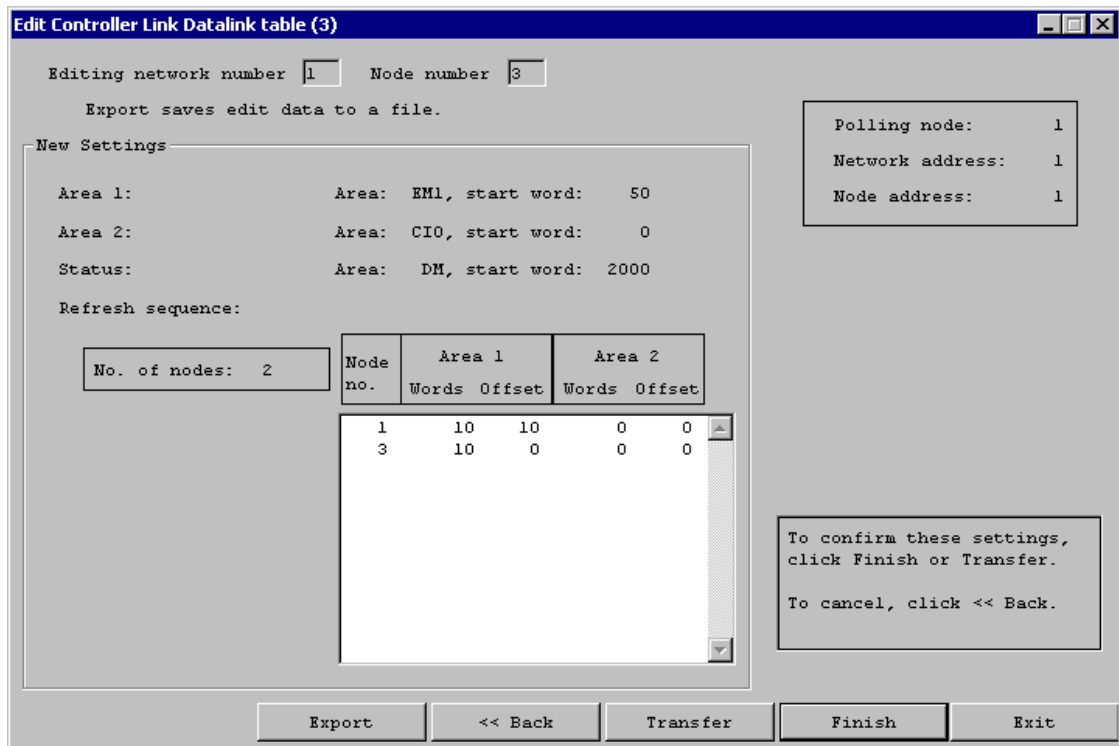 Edit Controller Link Datalink table (3)
Editing network number 1 Node number 3
Export saves edit data to a file.
Polling node: 1
Network address: 1
Node address: 1
New Settings
Area 1: Area: EM1, start word: 50
Area 2: Area: CIO, start word: 0
Status: Area: DM, start word: 2000
Refresh sequence:
No. of nodes: 2
Node no. Area 1 Area 2
Words Offset Words Offset
1 10 10 0 0
3 10 0 0 0
To confirm these settings,
click Finish or Transfer.
To cancel, click << Back.
Export << Back Transfer Finish Exit